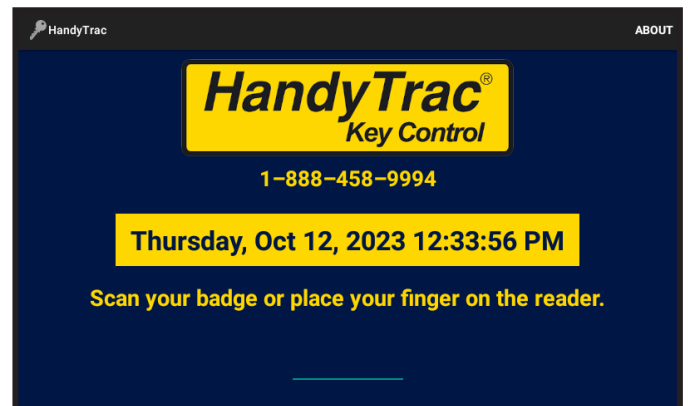 HandyTrac
ABOUT
HandyTrac®
Key Control
1–888–458–9994
Thursday, Oct 12, 2023 12:33:56 PM
Scan your badge or place your finger on the reader.